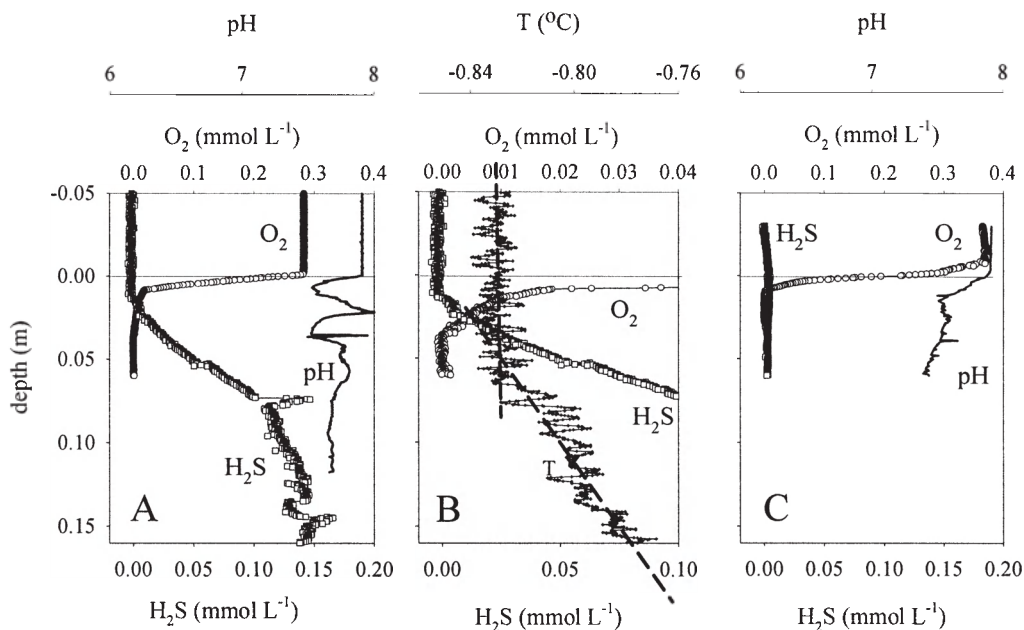 pH T (°C) pH
6 7 8 -0.84 -0.80 -0.76 6 7 8
O₂ (mmol L⁻¹) O₂ (mmol L⁻¹) O₂ (mmol L⁻¹)
0.0 0.1 0.2 0.3 0.4 0.00 0.01 0.02 0.03 0.04 0.0 0.1 0.2 0.3 0.4
-0.05
O₂ H₂S O₂
0.00
O₂
0.05
pH H₂S pH
depth (m)
0.10
H₂S T
A B C
0.15
0.00 0.05 0.10 0.15 0.20 0.00 0.05 0.10 0.00 0.05 0.10 0.15 0.20
H₂S (mmol L⁻¹) H₂S (mmol L⁻¹) H₂S (mmol L⁻¹)